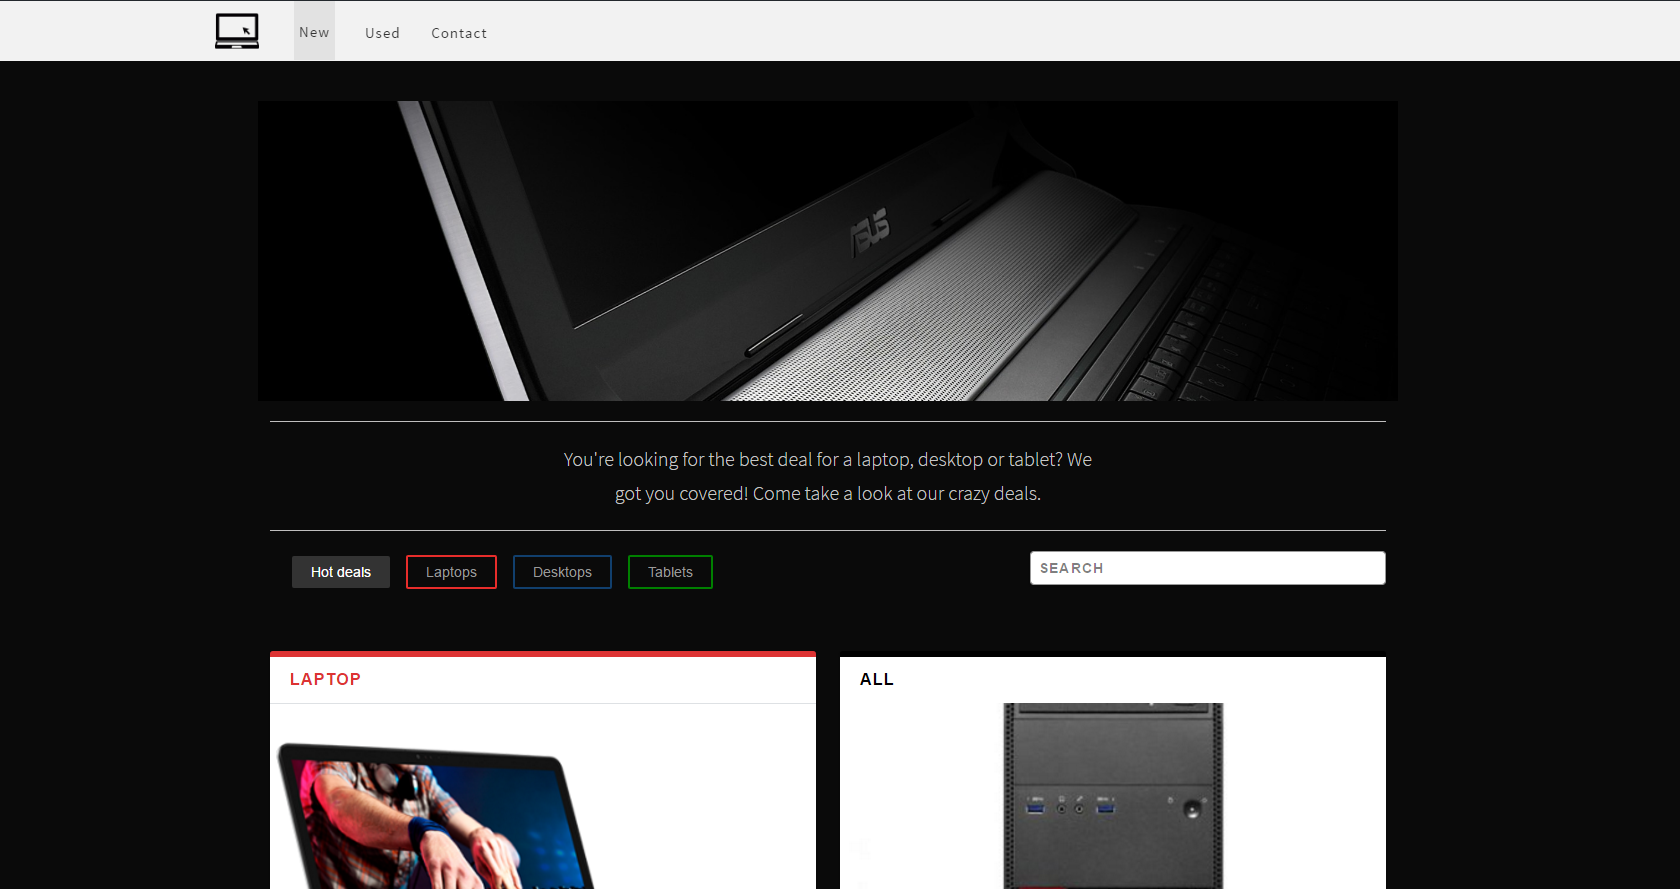 New
Used
Contact
ASUS
You're looking for the best deal for a laptop, desktop or tablet? We
got you covered! Come take a look at our crazy deals.
Hot deals
Laptops
Desktops
Tablets
SEARCH
LAPTOP
ALL